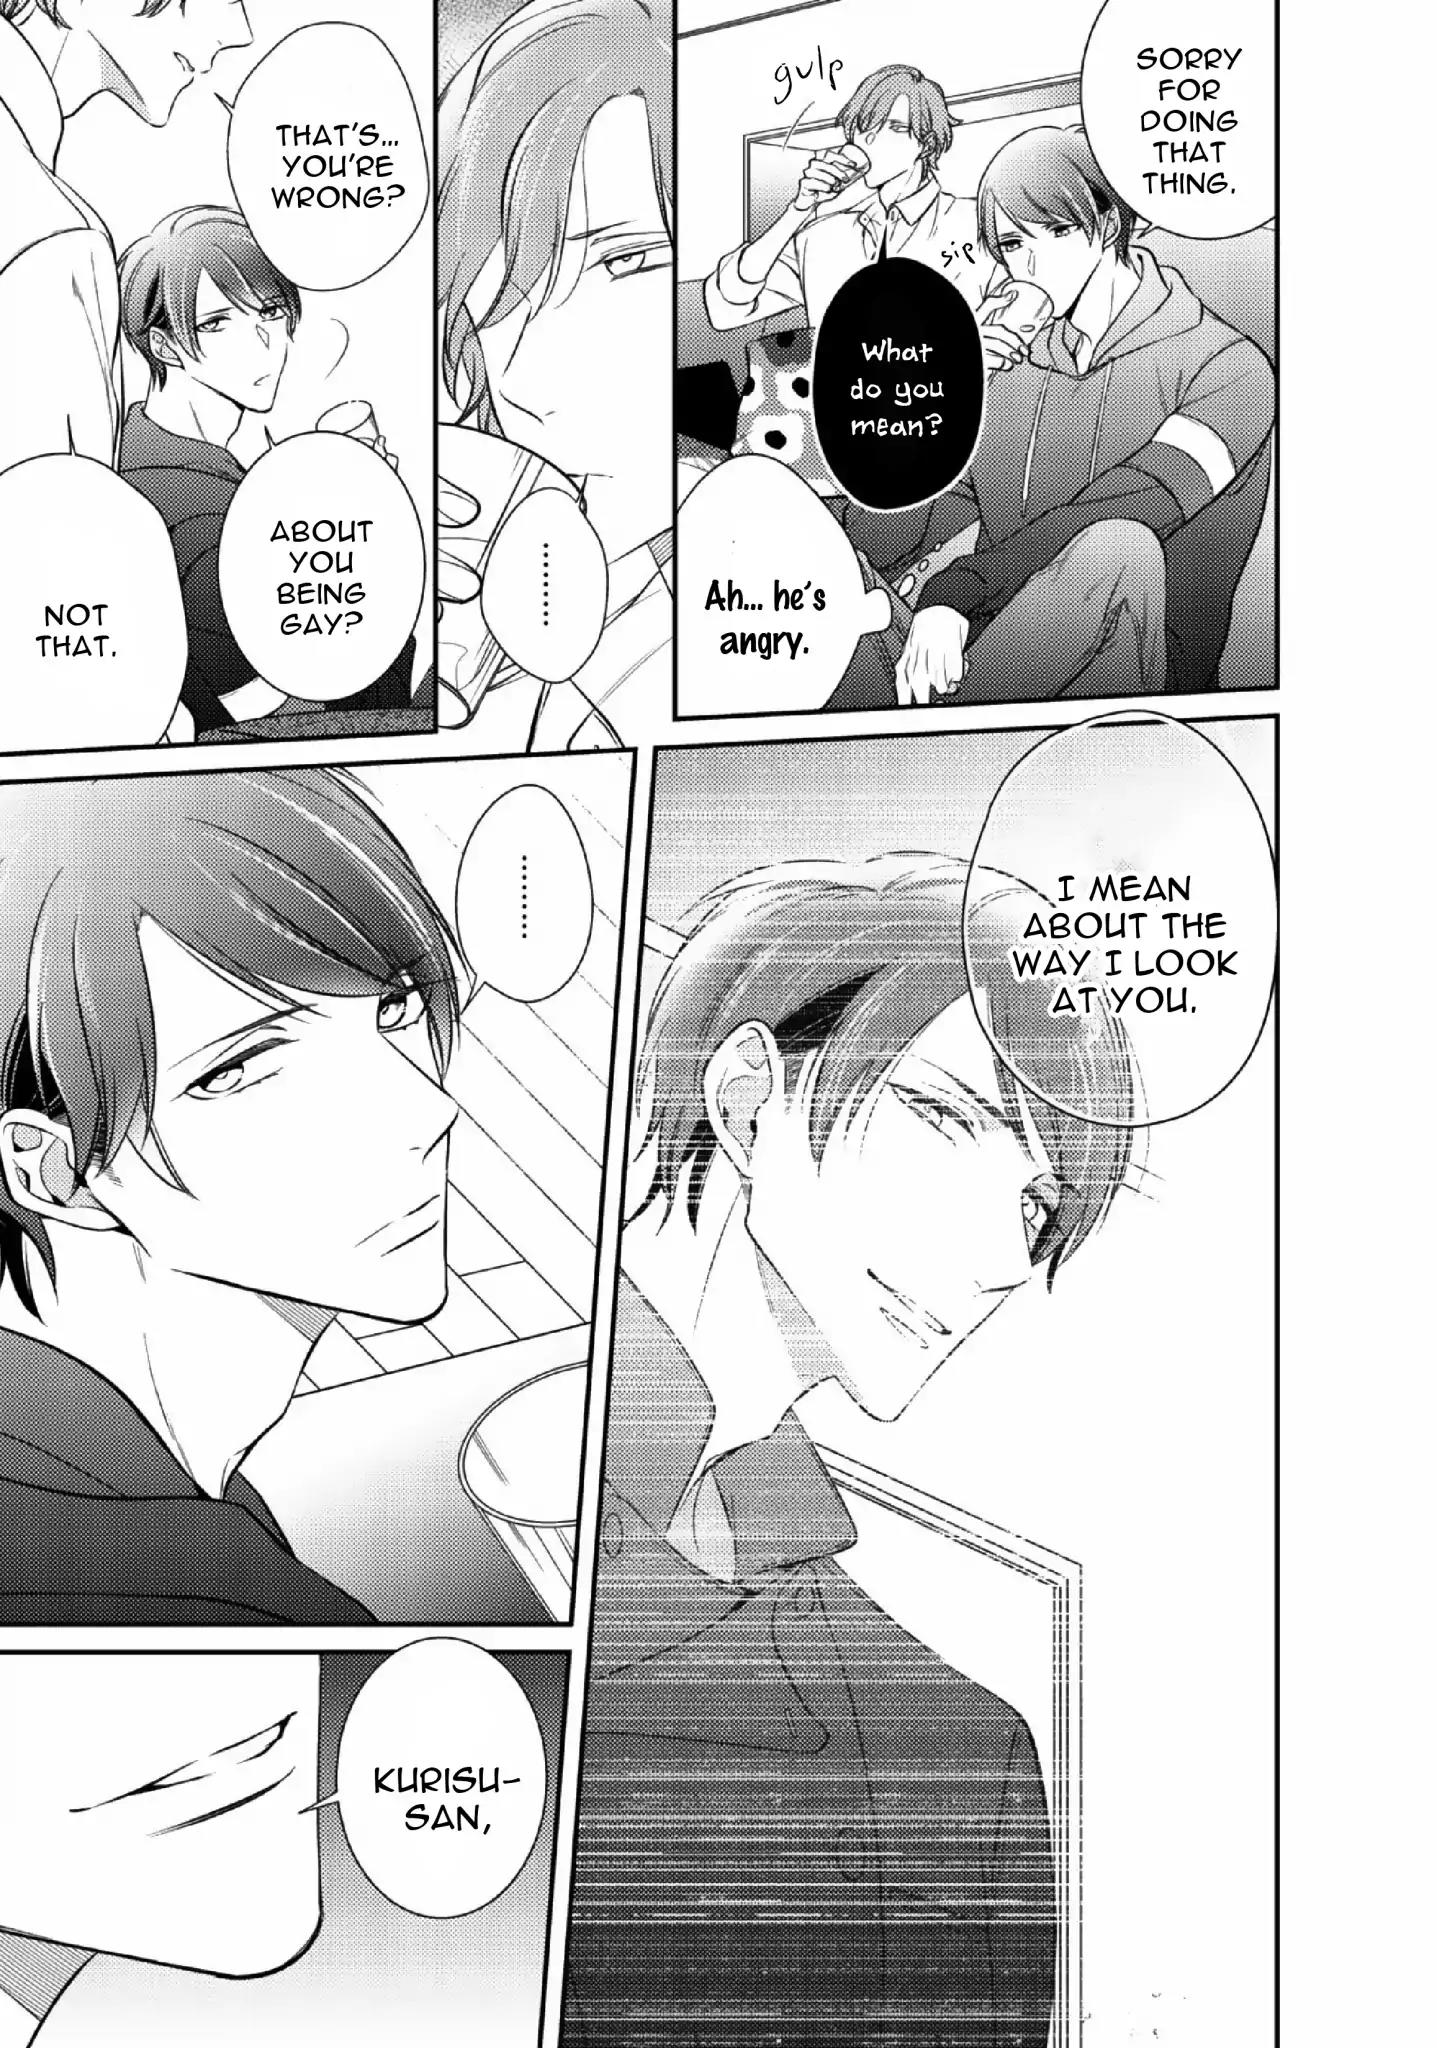 SORRY
FOR
DOING
THAT
THING.
gulp
sip
What
do you
mean?
Ah... he's
angry.
.........
THAT'S...
YOU'RE
WRONG?
ABOUT
YOU
BEING
GAY?
NOT
THAT.
I MEAN
ABOUT THE
WAY I LOOK
AT YOU.
.........
KURISU-
SAN,